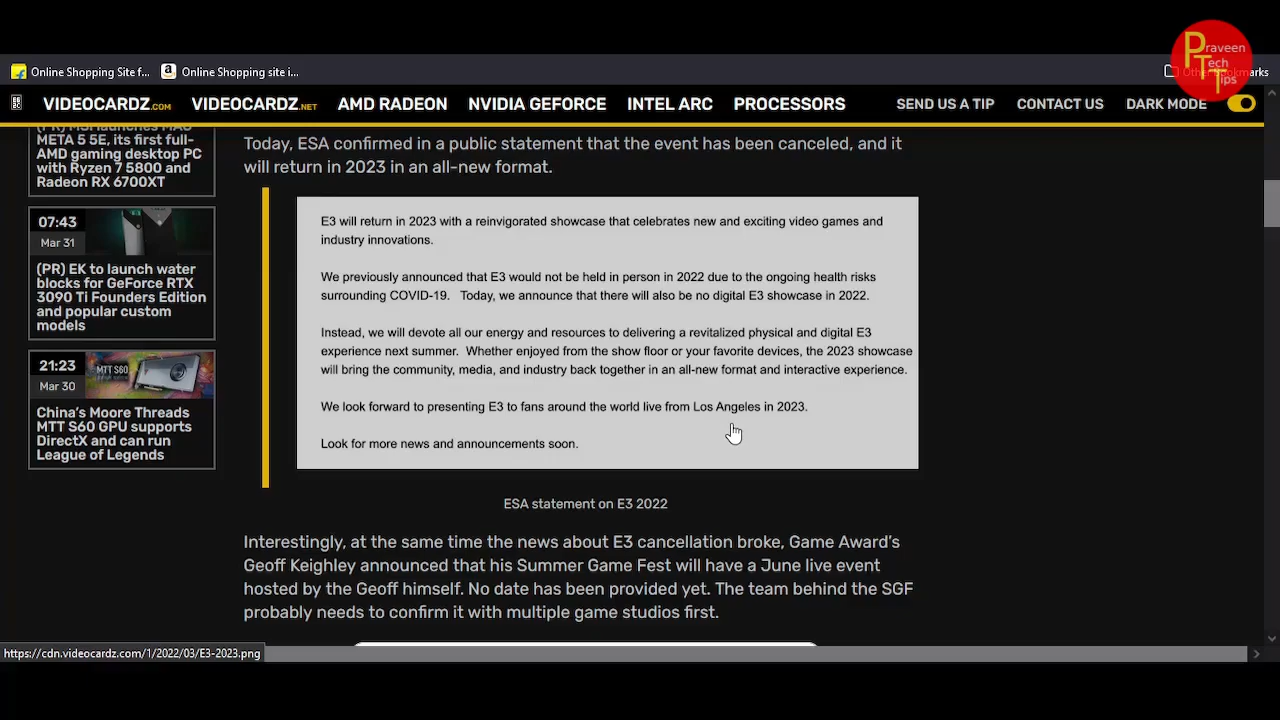 Praveen
Tech
Tips
Online Shopping Site f...
Online Shopping site i...
Other Bookmarks
VIDEOCARDZ.COM
VIDEOCARDZ.NET
AMD RADEON
NVIDIA GEFORCE
INTEL ARC
PROCESSORS
SEND US A TIP
CONTACT US
DARK MODE
(PR) MSI launches MAG
META 5 5E, its first full-
AMD gaming desktop PC
with Ryzen 7 5800 and
Radeon RX 6700XT
07:43
Mar 31
(PR) EK to launch water
blocks for GeForce RTX
3090 Ti Founders Edition
and popular custom
models
21:23
Mar 30
MTT S60
China's Moore Threads
MTT S60 GPU supports
DirectX and can run
League of Legends
Today, ESA confirmed in a public statement that the event has been canceled, and it
will return in 2023 in an all-new format.
E3 will return in 2023 with a reinvigorated showcase that celebrates new and exciting video games and
industry innovations.
We previously announced that E3 would not be held in person in 2022 due to the ongoing health risks
surrounding COVID-19. Today, we announce that there will also be no digital E3 showcase in 2022.
Instead, we will devote all our energy and resources to delivering a revitalized physical and digital E3
experience next summer. Whether enjoyed from the show floor or your favorite devices, the 2023 showcase
will bring the community, media, and industry back together in an all-new format and interactive experience.
We look forward to presenting E3 to fans around the world live from Los Angeles in 2023.
Look for more news and announcements soon.
ESA statement on E3 2022
Interestingly, at the same time the news about E3 cancellation broke, Game Award's
Geoff Keighley announced that his Summer Game Fest will have a June live event
hosted by the Geoff himself. No date has been provided yet. The team behind the SGF
probably needs to confirm it with multiple game studios first.
https://cdn.videocardz.com/1/2022/03/E3-2023.png